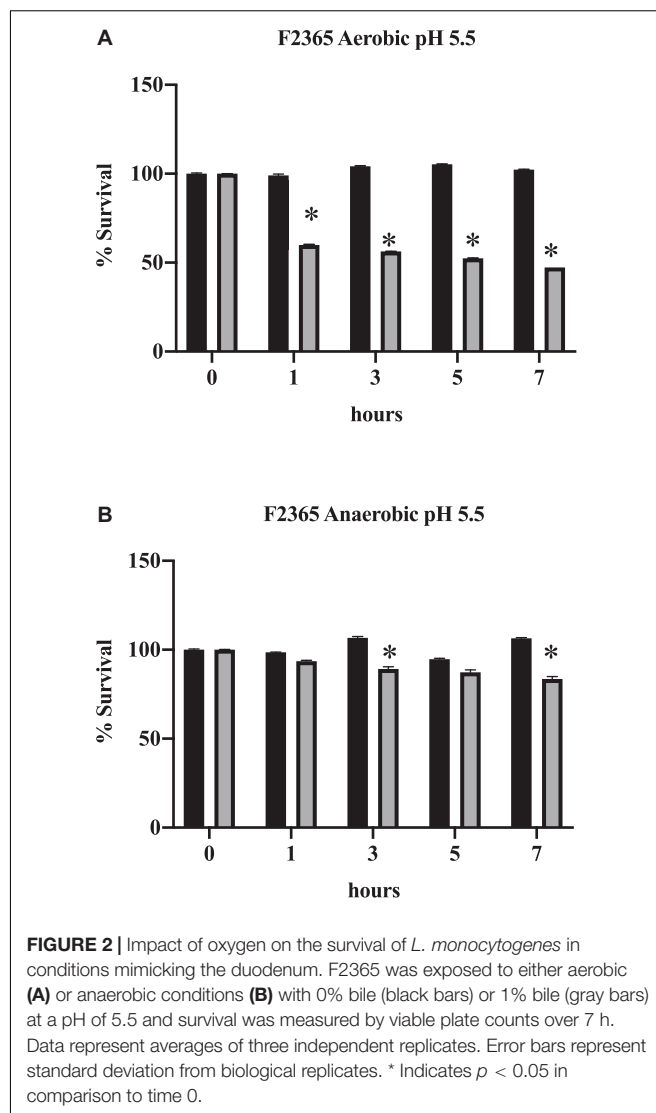 A
F2365 Aerobic pH 5.5
150
100
50
0
% Survival
*
*
*
*
0 1 3 5 7
hours
B
F2365 Anaerobic pH 5.5
150
100
50
0
% Survival
*
*
0 1 3 5 7
hours
FIGURE 2 | Impact of oxygen on the survival of L. monocytogenes in
conditions mimicking the duodenum. F2365 was exposed to either aerobic
(A) or anaerobic conditions (B) with 0% bile (black bars) or 1% bile (gray bars)
at a pH of 5.5 and survival was measured by viable plate counts over 7 h.
Data represent averages of three independent replicates. Error bars represent
standard deviation from biological replicates. * Indicates p < 0.05 in
comparison to time 0.